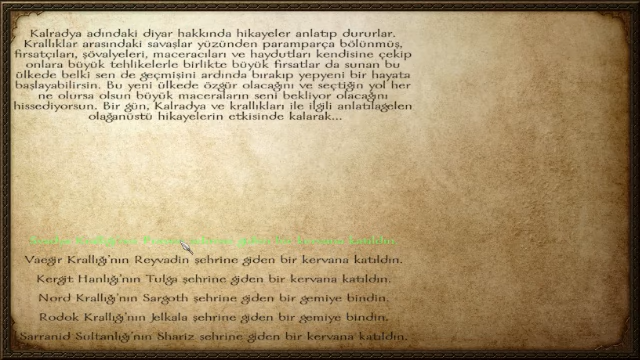 Kalradya adındaki diyar hakkında hikayeler anlatıp dururlar.
Krallıklar arasındaki savaşlar yüzünden paramparça bölünmüş,
fırsatçıları, şövalyeleri, maceracıları ve haydutları kendisine çekip
onlara büyük tehlikelerle birlikte büyük fırsatlar da sunan bu
ülkede belki sen de geçmişini ardında bırakıp yepyeni bir hayata
başlayabilirsin. Bu yeni ülkede özgür olacağını ve seçtiğin yol her
ne olursa olsun büyük maceraların seni bekliyor olacağını
hissediyorsun. Bir gün, Kalradya ve krallıkları ile ilgili anlatılagelen
olağanüstü hikayelerin etkisinde kalarak...
şehrine giden bir kervana katıldın.
Vaegir Krallığı'nın Reyvadin şehrine giden bir kervana katıldın.
Kergit Hanlığı'nın Tulga şehrine giden bir kervana katıldın.
Nord Krallığı'nın Sargoth şehrine giden bir gemiye bindin.
Rodok Krallığı'nın Jelkala şehrine giden bir gemiye bindin.
Sarranid Sultanlığı'nın Shariz şehrine giden bir kervana katıldın.